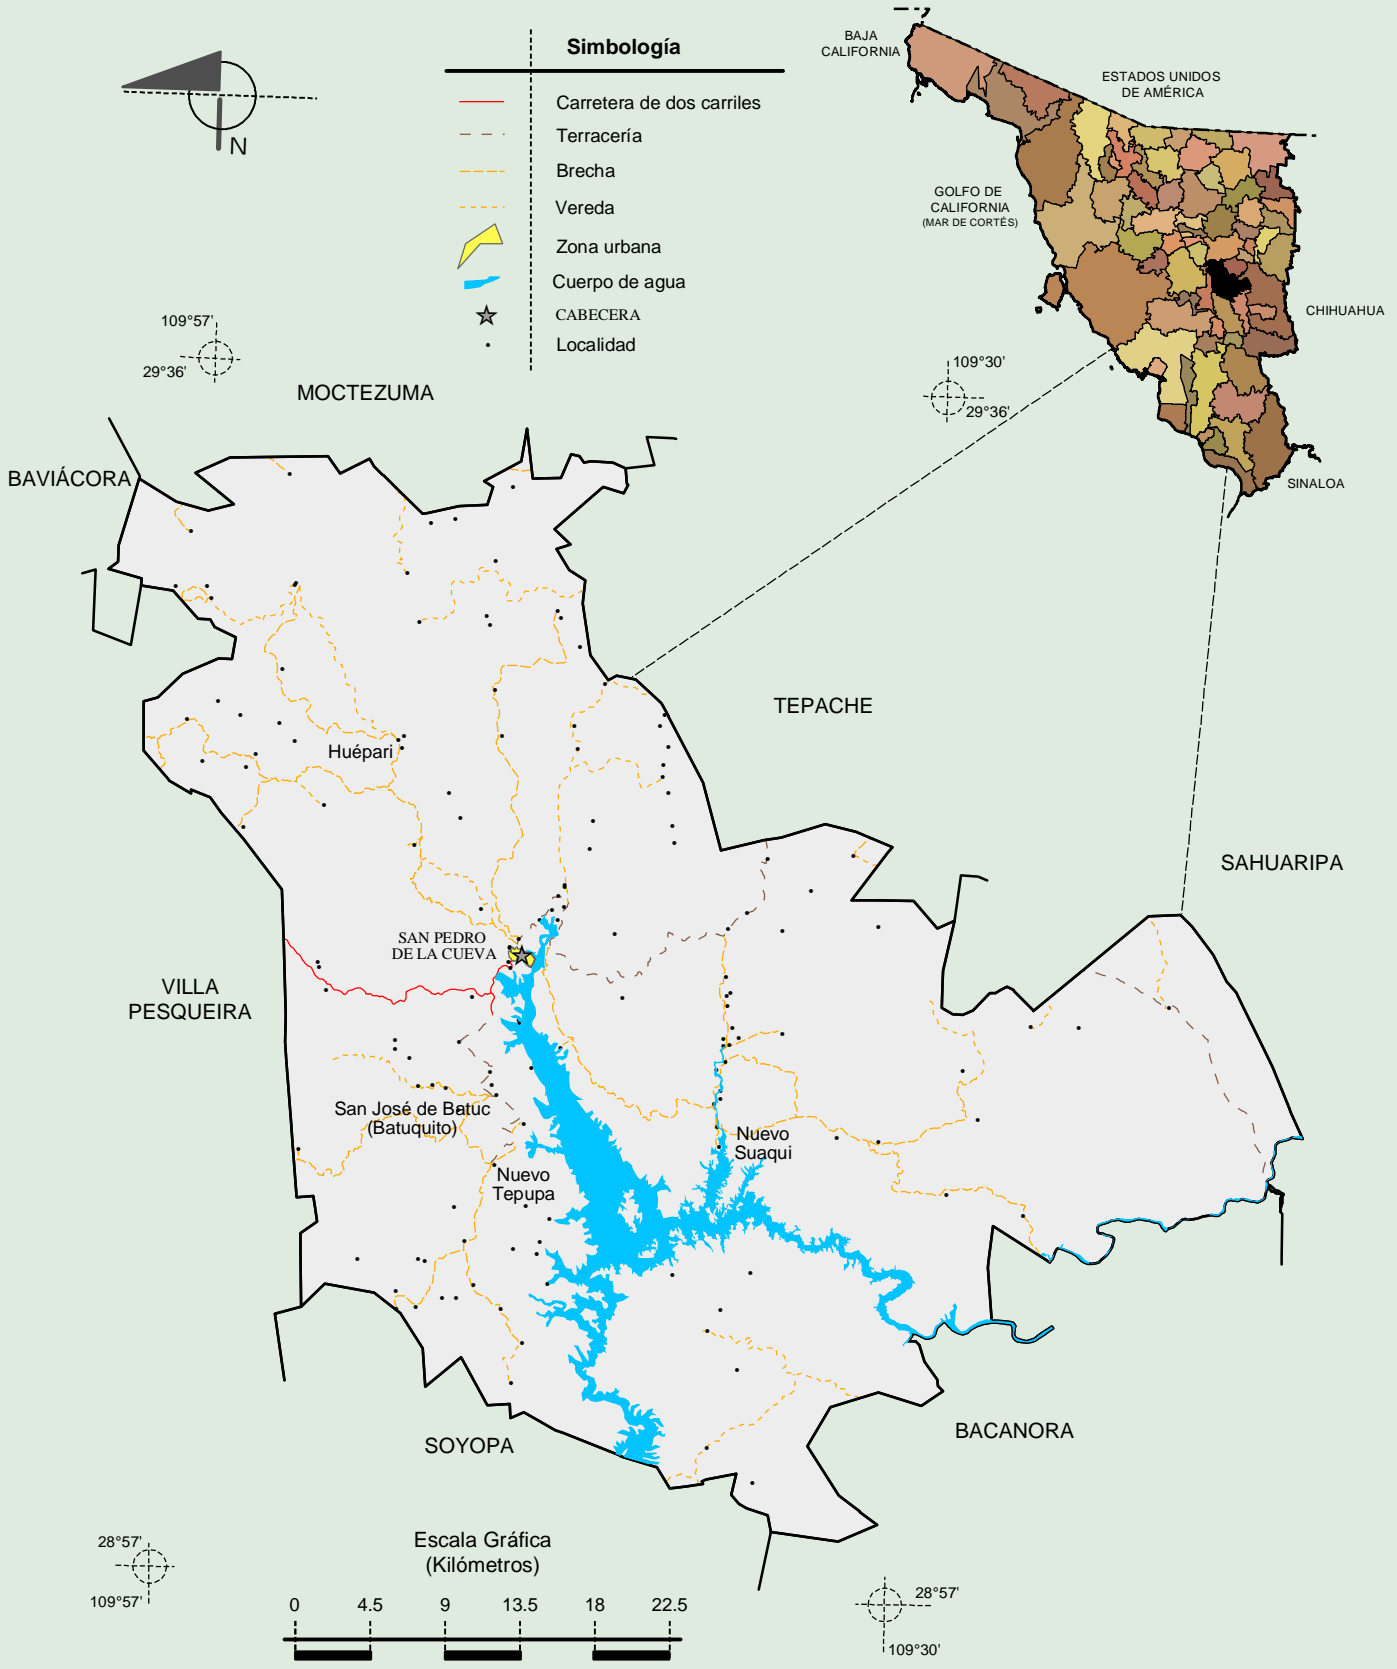 N
Simbología
Carretera de dos carriles
Terracería
Brecha
Vereda
Zona urbana
Cuerpo de agua
CABECERA
Localidad
BAJA
CALIFORNIA
ESTADOS UNIDOS
DE AMÉRICA
GOLFO DE
CALIFORNIA
(MAR DE CORTÉS)
CHIHUAHUA
SINALOA
109°57'
29°36'
109°30'
29°36'
MOCTEZUMA
BAVIÁCORA
TEPACHE
Huépari
SAHUARIPA
SAN PEDRO
DE LA CUEVA
VILLA
PESQUEIRA
San José de Batuc
(Batuquito)
Nuevo
Suaqui
Nuevo
Tepupa
SOYOPA
BACANORA
28°57'
109°57'
Escala Gráfica
(Kilómetros)
0 4.5 9 13.5 18 22.5
28°57'
109°30'